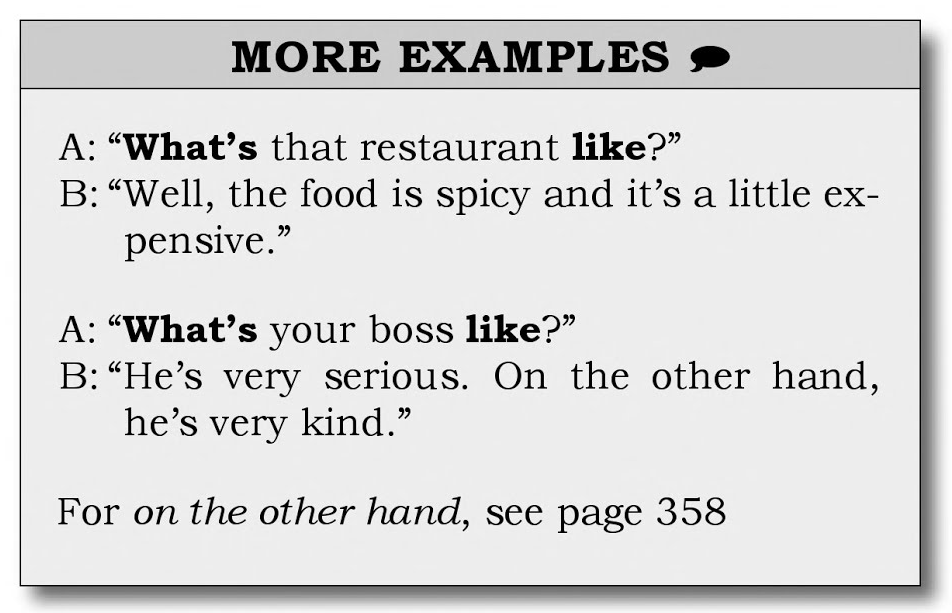 MORE EXAMPLES
A: “What’s that restaurant like?”
B: “Well, the food is spicy and it’s a little ex-
pensive.”
A: “What’s your boss like?”
B: “He’s very serious. On the other hand,
he’s very kind.”
For on the other hand, see page 358